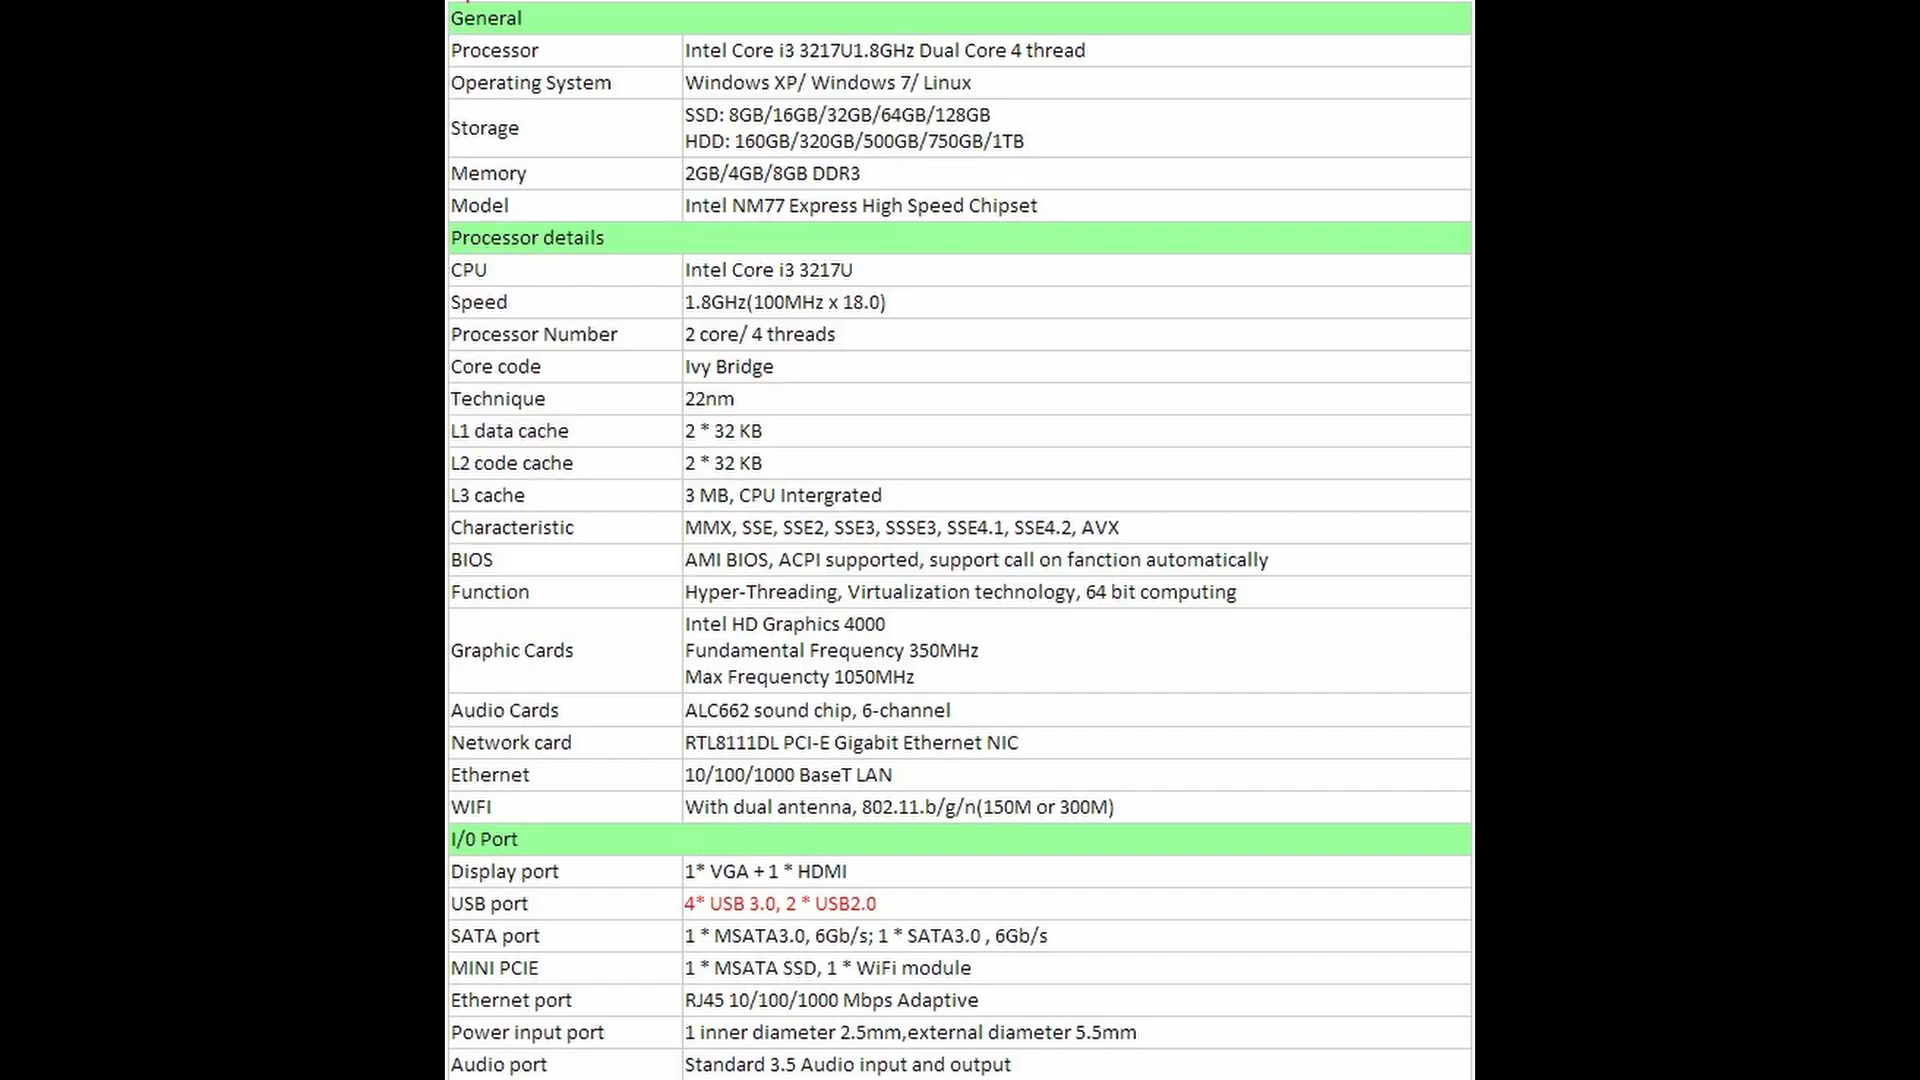 General
Processor Intel Core i3 3217U1.8GHz Dual Core 4 thread
Operating System Windows XP/ Windows 7/ Linux
Storage SSD: 8GB/16GB/32GB/64GB/128GB
HDD: 160GB/320GB/500GB/750GB/1TB
Memory 2GB/4GB/8GB DDR3
Model Intel NM77 Express High Speed Chipset
Processor details
CPU Intel Core i3 3217U
Speed 1.8GHz(100MHz x 18.0)
Processor Number 2 core/ 4 threads
Core code Ivy Bridge
Technique 22nm
L1 data cache 2 * 32 KB
L2 code cache 2 * 32 KB
L3 cache 3 MB, CPU Intergrated
Characteristic MMX, SSE, SSE2, SSE3, SSSE3, SSE4.1, SSE4.2, AVX
BIOS AMI BIOS, ACPI supported, support call on fanction automatically
Function Hyper-Threading, Virtualization technology, 64 bit computing
Graphic Cards Intel HD Graphics 4000
Fundamental Frequency 350MHz
Max Frequencty 1050MHz
Audio Cards ALC662 sound chip, 6-channel
Network card RTL8111DL PCI-E Gigabit Ethernet NIC
Ethernet 10/100/1000 BaseT LAN
WIFI With dual antenna, 802.11.b/g/n(150M or 300M)
I/0 Port
Display port 1* VGA + 1 * HDMI
USB port 4* USB 3.0, 2 * USB2.0
SATA port 1 * MSATA3.0, 6Gb/s; 1 * SATA3.0 , 6Gb/s
MINI PCIE 1 * MSATA SSD, 1 * WiFi module
Ethernet port RJ45 10/100/1000 Mbps Adaptive
Power input port 1 inner diameter 2.5mm,external diameter 5.5mm
Audio port Standard 3.5 Audio input and output